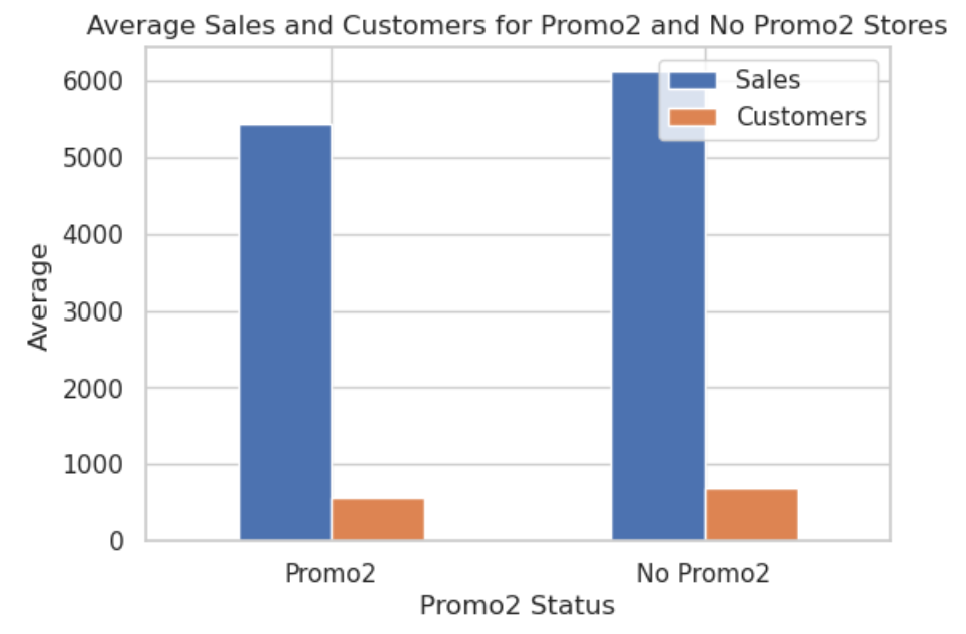 Average Sales and Customers for Promo2 and No Promo2 Stores
Sales
Customers
6000
5000
4000
3000
2000
1000
0
Average
Promo2
No Promo2
Promo2 Status